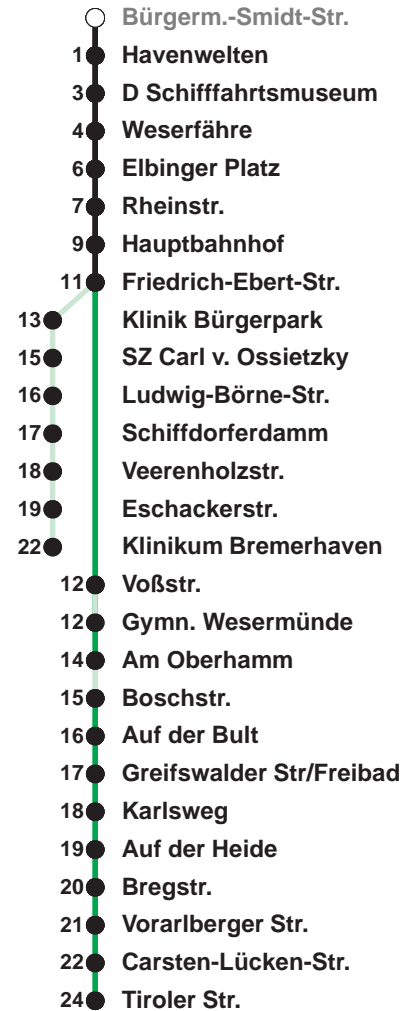 Bürgerm.-Smidt-Str.
1 Havenwelten
3 D Schifffahrtsmuseum
4 Weserfähre
6 Elbinger Platz
7 Rheinstr.
9 Hauptbahnhof
11 Friedrich-Ebert-Str.
13 Klinik Bürgerpark
15 SZ Carl v. Ossietzky
16 Ludwig-Börne-Str.
17 Schiffdorferdamm
18 Veerenholzstr.
19 Eschackerstr.
22 Klinikum Bremerhaven
12 Voßstr.
12 Gymn. Wesermünde
14 Am Oberhamm
15 Boschstr.
16 Auf der Bult
17 Greifswalder Str/Freibad
18 Karlsweg
19 Auf der Heide
20 Bregstr.
21 Vorarlberger Str.
22 Carsten-Lücken-Str.
24 Tiroler Str.